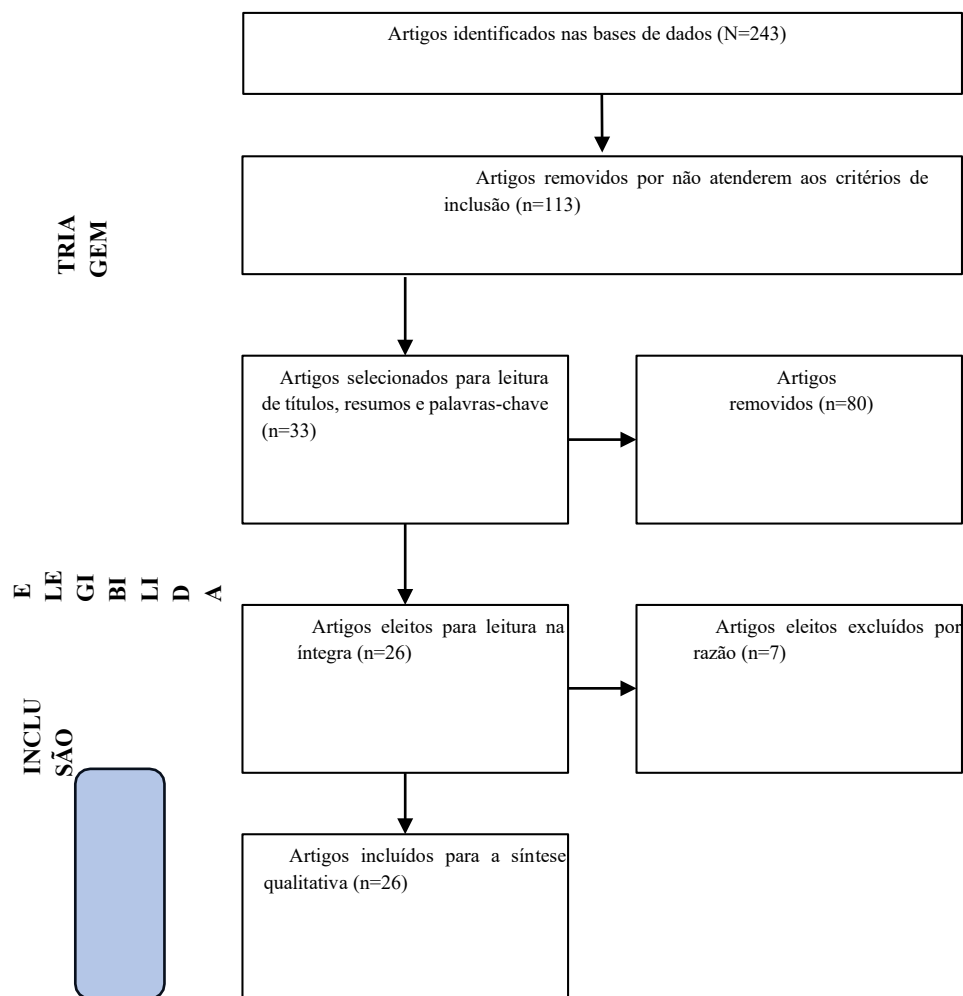 Artigos identificados nas bases de dados (N=243)
Artigos removidos por não atenderem aos critérios de
inclusão (n=113)
TRIA
GEM
Artigos selecionados para leitura
de títulos, resumos e palavras-chave
(n=33)
Artigos
removidos (n=80)
E
LE
GI
BI
LI
D
A
Artigos eleitos para leitura na
íntegra (n=26)
Artigos eleitos excluídos por
razão (n=7)
INCLU
SÃO
Artigos incluídos para a síntese
qualitativa (n=26)